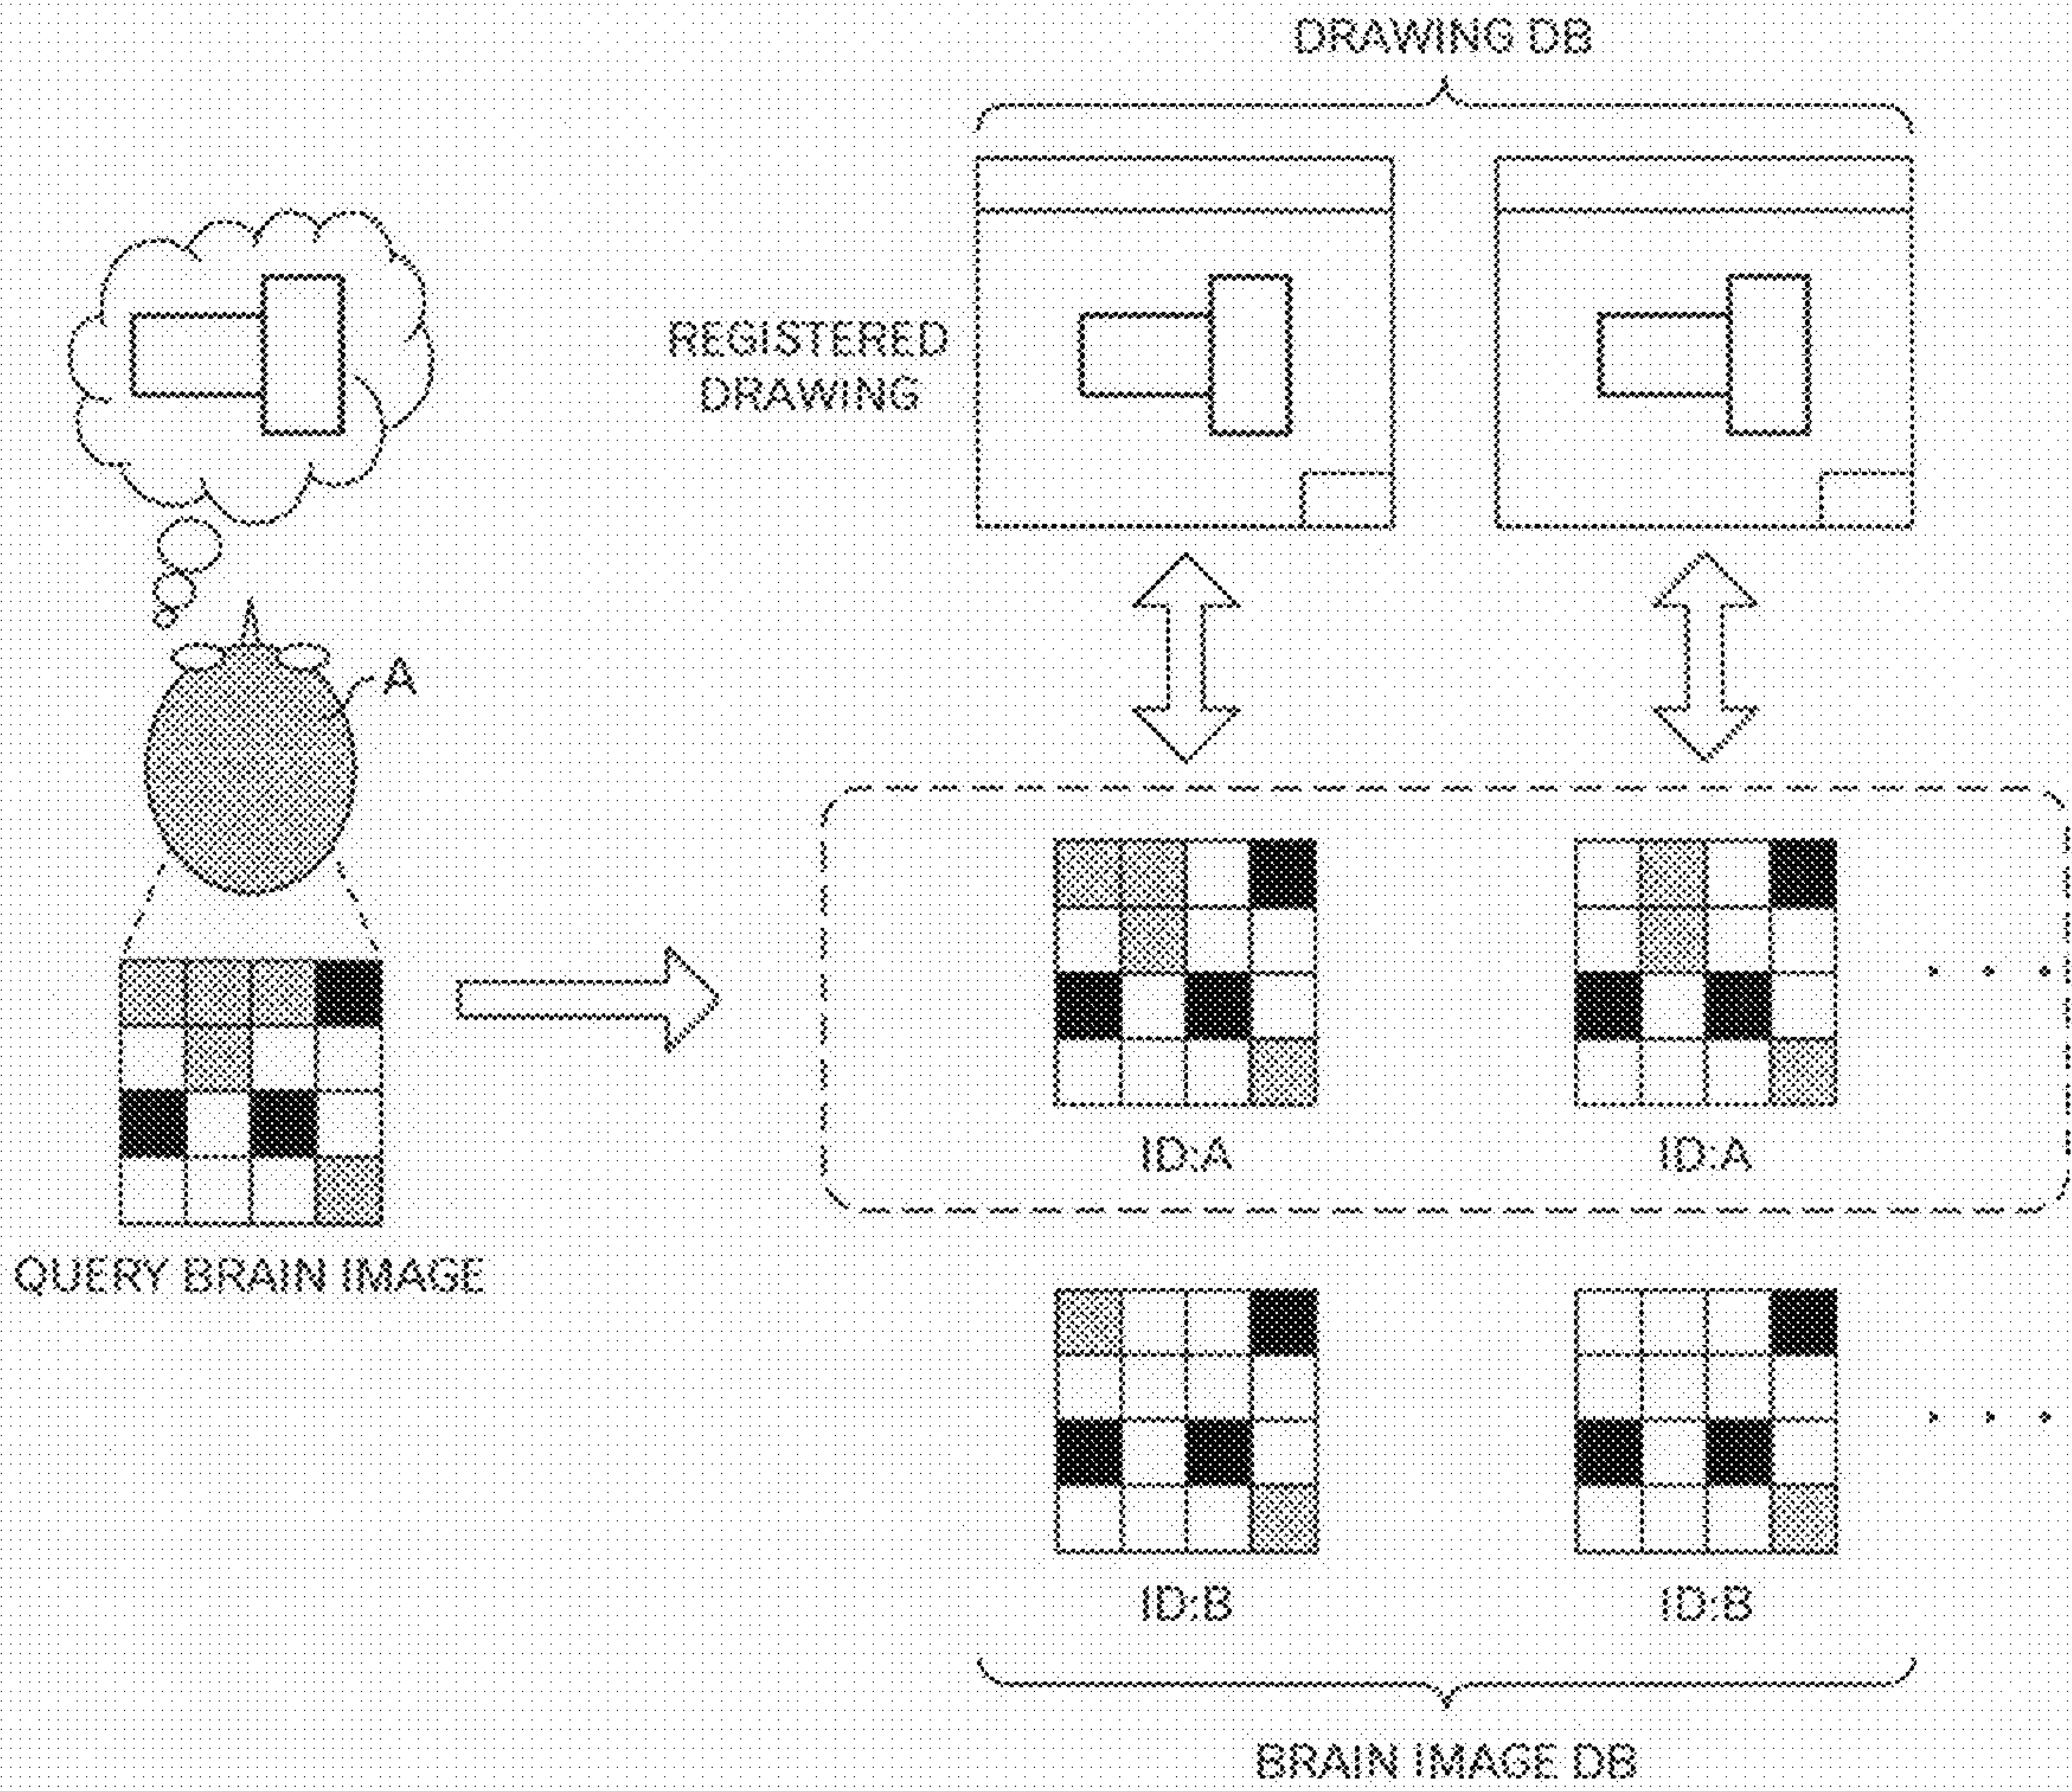 DRAWING DB
REGISTERED
DRAWING
A
ID:A
ID:A
QUERY BRAIN IMAGE
ID:B
ID:B
BRAIN IMAGE DB